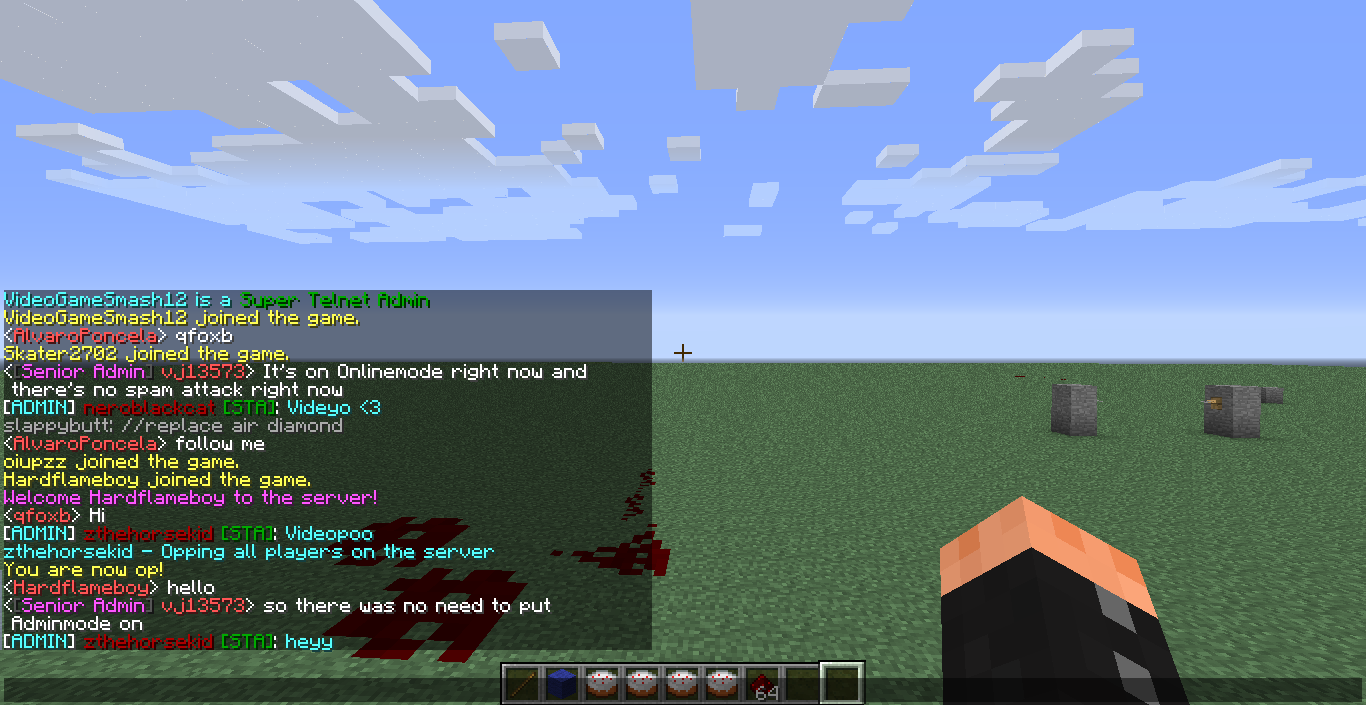 VideoGameSmash12 is a Super Telnet Admin
VideoGameSmash12 joined the game.
<AlvaroPoncela> qfoxb
Skater2702 joined the game.
<[Senior Admin] vj13573> It's on Onlinemode right now and
there's no spam attack right now
[ADMIN] neroblackcat [STA]: Videyo <3
slappybutt: //replace air diamond
<AlvaroPoncela> follow me
oiupzz joined the game.
Hardflameboy joined the game.
Welcome Hardflameboy to the server!
<qfoxb> Hi
[ADMIN] zthehorsekid [STA]: Videopoo
zthehorsekid - Opping all players on the server
You are now op!
<Hardflameboy> hello
<[Senior Admin] vj13573> so there was no need to put
Adminmode on
[ADMIN] zthehorsekid [STA]: heyy
64